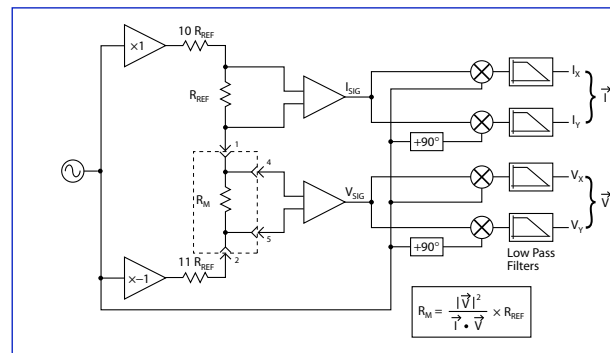 ×1
10 R_REF
R_REF
I_SIG
I_X
I_Y
I
+90°
1
4
R_M
V_SIG
5
2
V_X
V_Y
V
+90°
Low Pass
Filters
×−1
11 R_REF
R_M = |V|² / I • V × R_REF